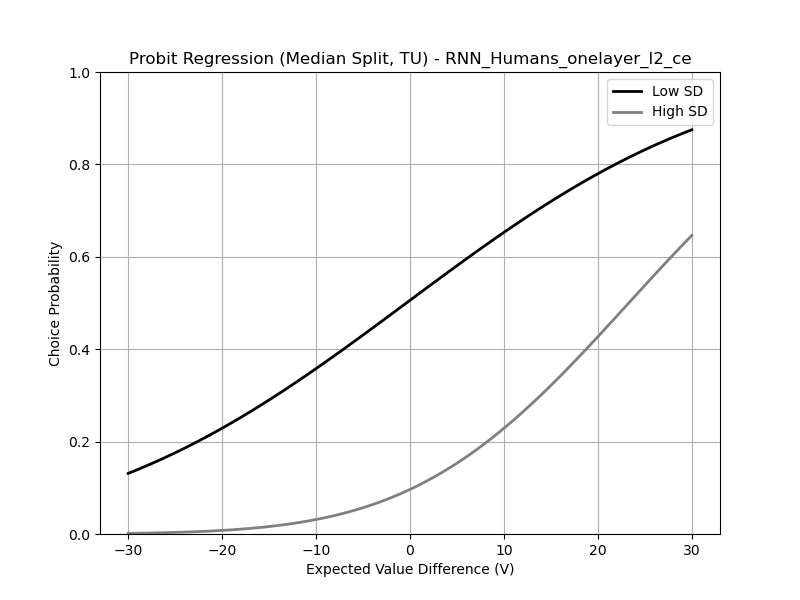 Probit Regression (Median Split, TU) - RNN_Humans_onelayer_l2_ce
Low SD
High SD
Choice Probability
1.0
0.8
0.6
0.4
0.2
0.0
−30
−20
−10
0
10
20
30
Expected Value Difference (V)